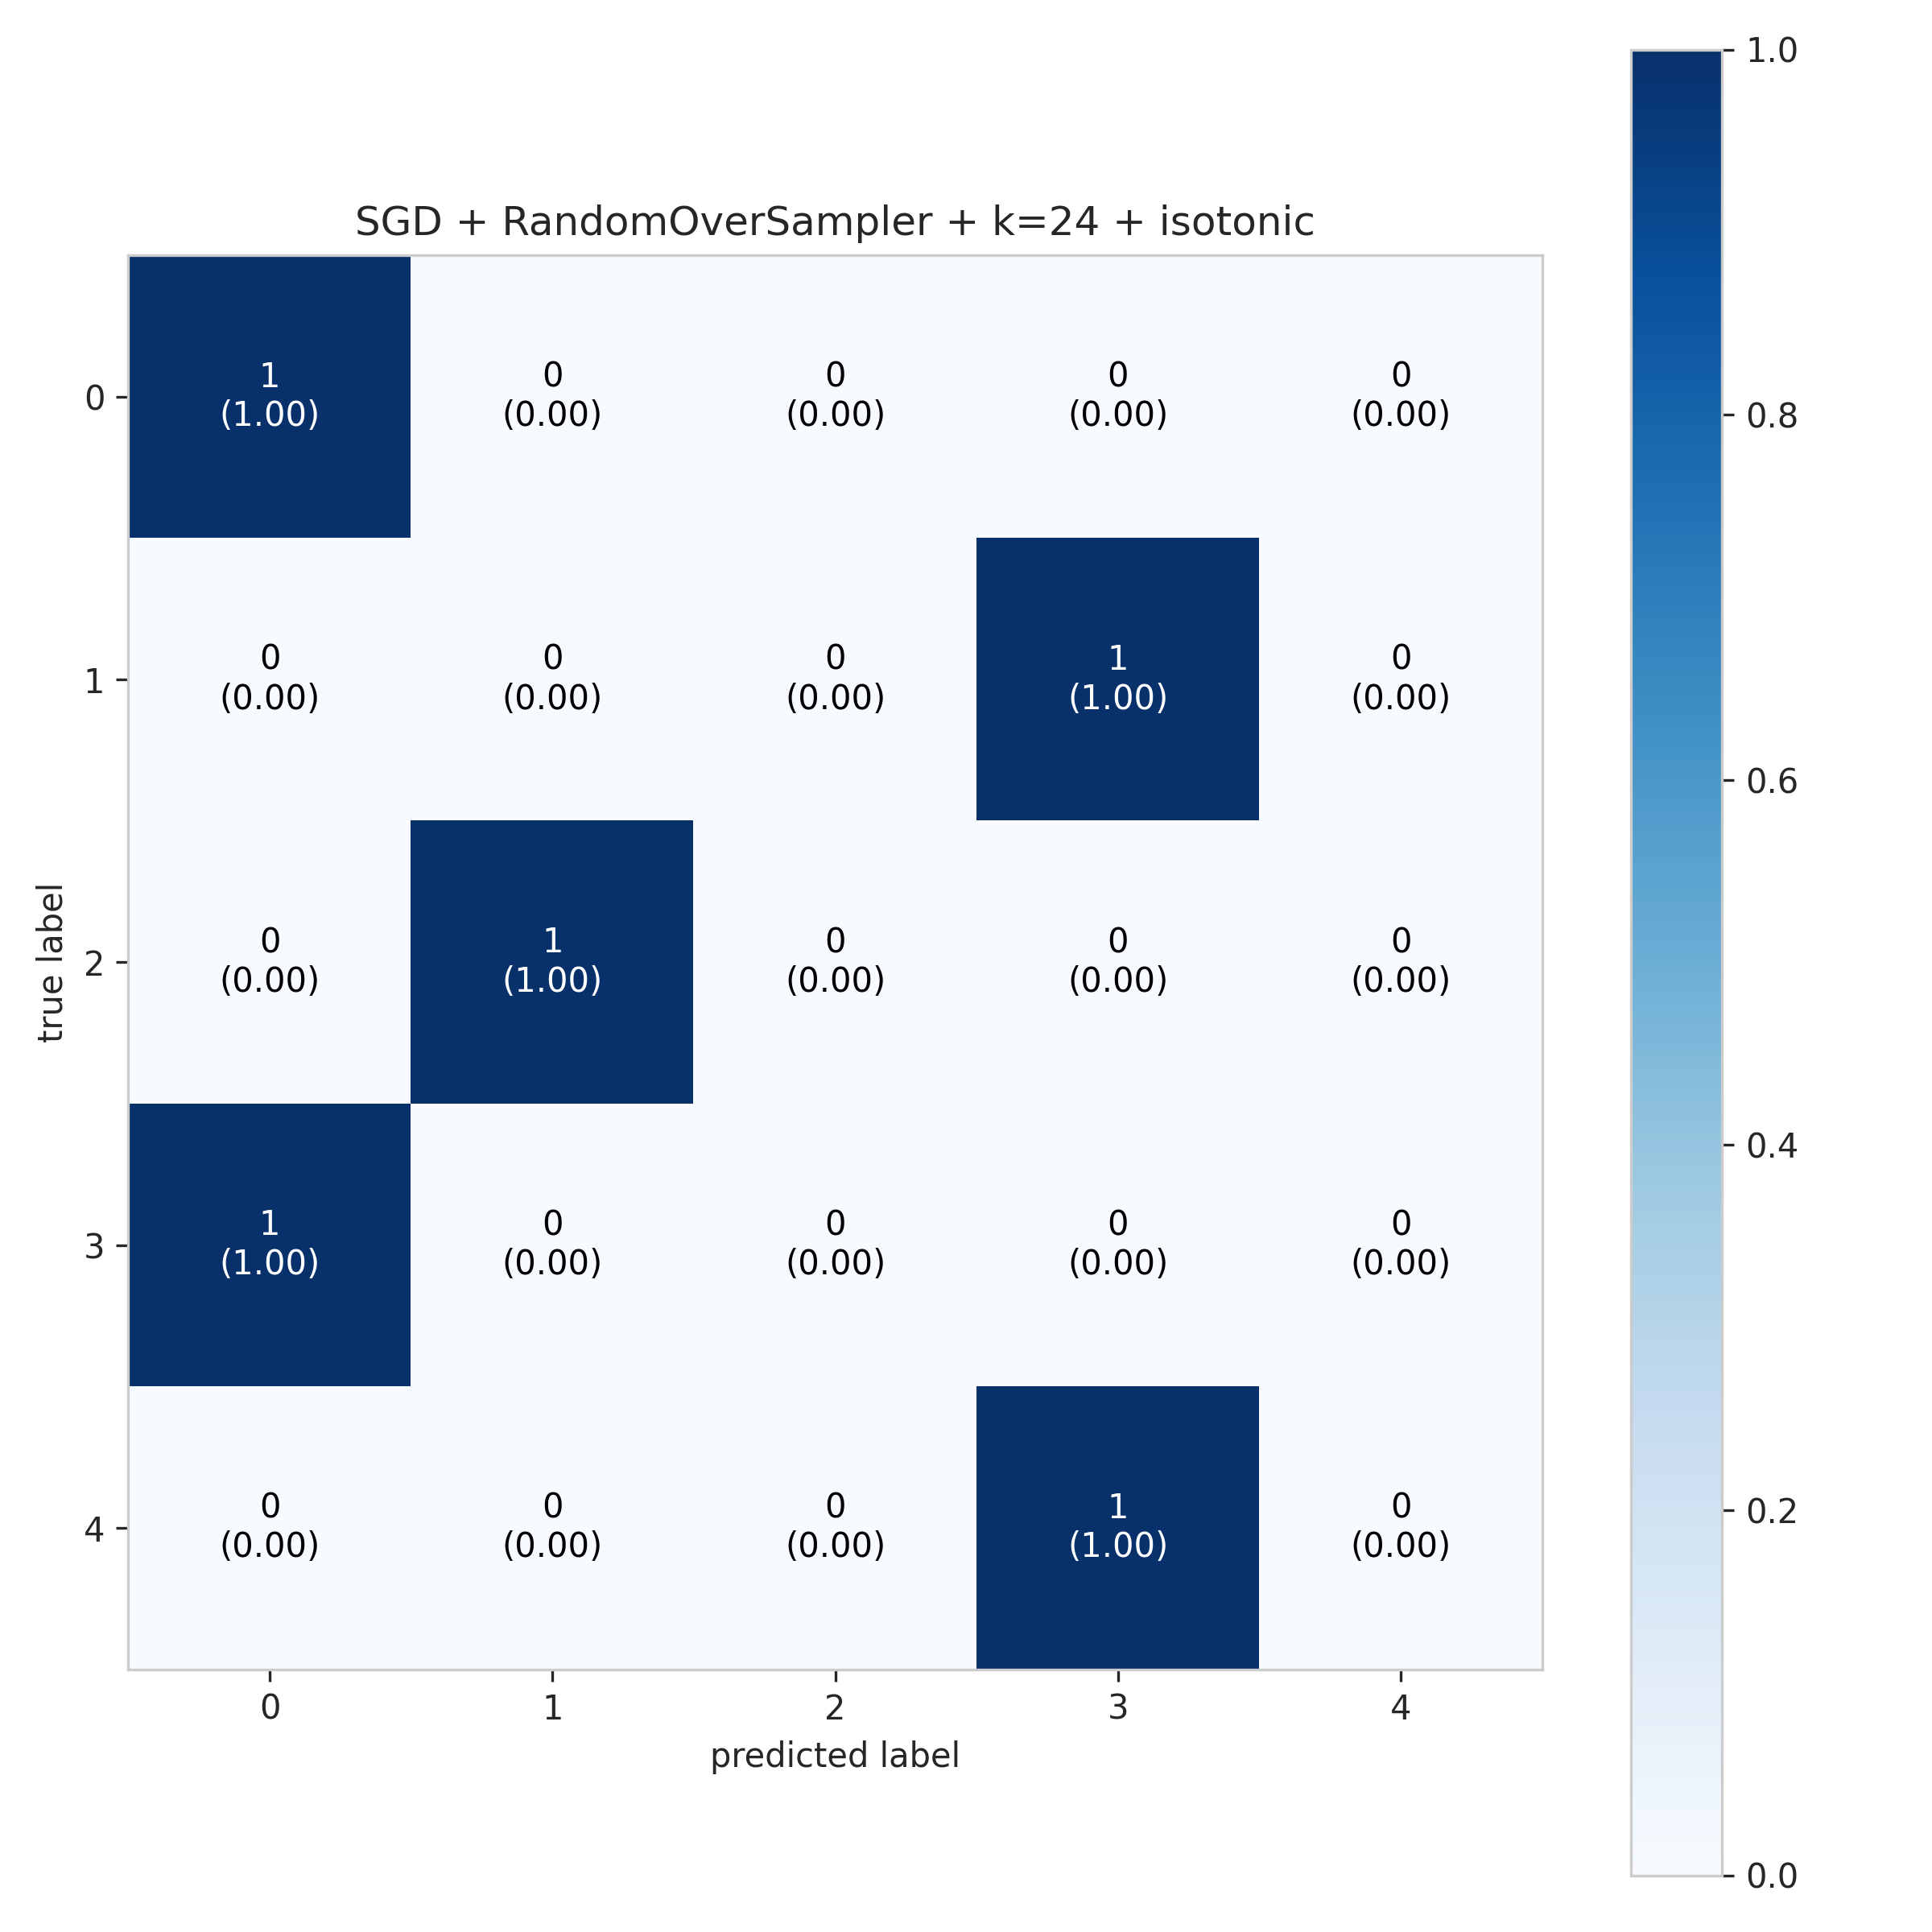 SGD + RandomOverSampler + k=24 + isotonic
1 0 0 0 0
(1.00) (0.00) (0.00) (0.00) (0.00)
0
0 0 0 1 0
(0.00) (0.00) (0.00) (1.00) (0.00)
1
0 1 0 0 0
(0.00) (1.00) (0.00) (0.00) (0.00)
2
1 0 0 0 0
(1.00) (0.00) (0.00) (0.00) (0.00)
3
0 0 0 1 0
(0.00) (0.00) (0.00) (1.00) (0.00)
4
true label
0 1 2 3 4
predicted label
1.0
0.8
0.6
0.4
0.2
0.0